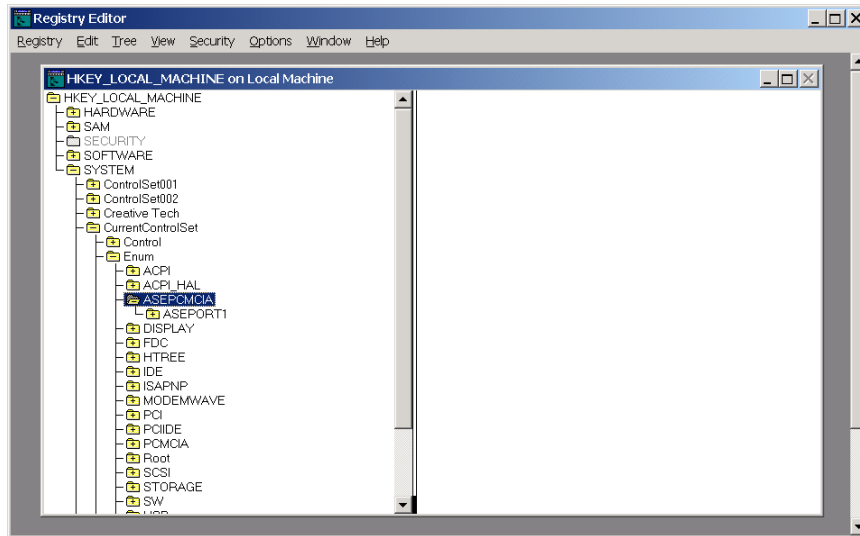 Registry Editor
Registry Edit Tree View Security Options Window Help
HKEY_LOCAL_MACHINE on Local Machine
HKEY_LOCAL_MACHINE
HARDWARE
SAM
SECURITY
SOFTWARE
SYSTEM
ControlSet001
ControlSet002
Creative Tech
CurrentControlSet
Control
Enum
ACPI
ACPI_HAL
ASEPCMCIA
ASEPORT1
DISPLAY
FDC
HTREE
IDE
ISAPNP
MODEMWAVE
PCI
PCIIDE
PCMCIA
Root
SCSI
STORAGE
SW